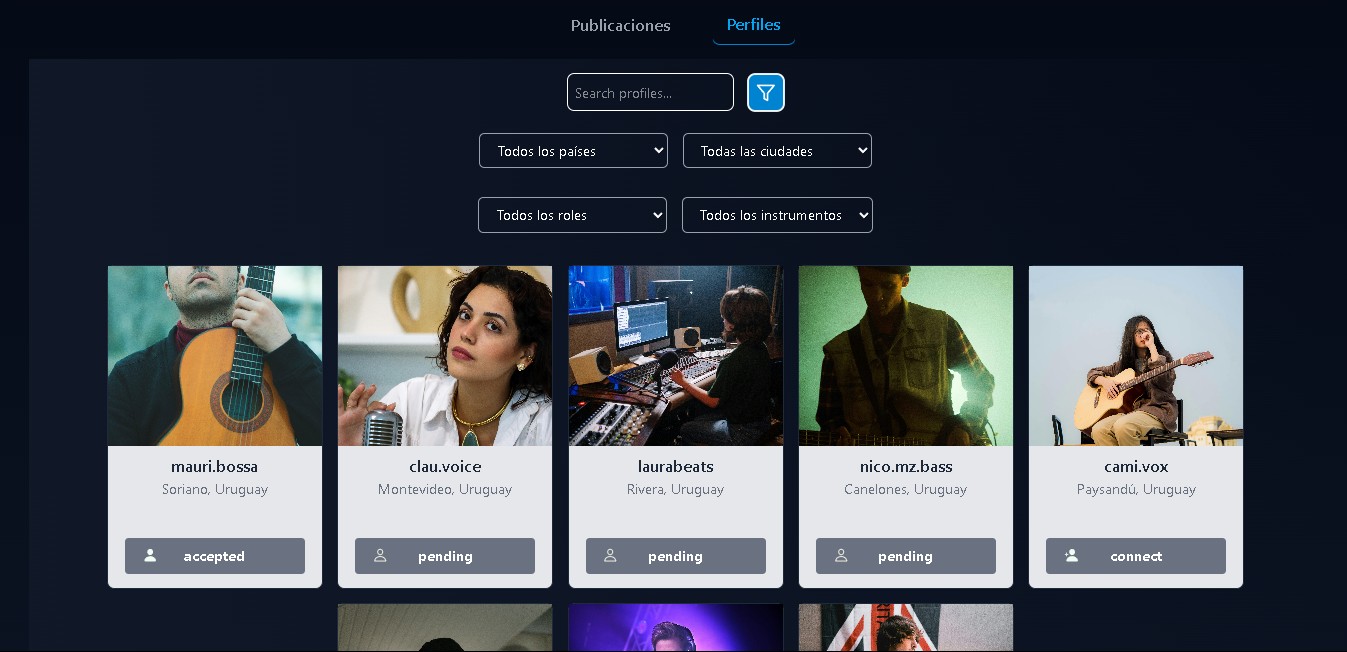 Publicaciones Perfiles
Search profiles...
Todos los países Todas las ciudades
Todos los roles Todos los instrumentos
mauri.bossa clau.voice laurabeats nico.mz.bass cami.vox
Soriano, Uruguay Montevideo, Uruguay Rivera, Uruguay Canelones, Uruguay Paysandú, Uruguay
accepted pending pending pending connect